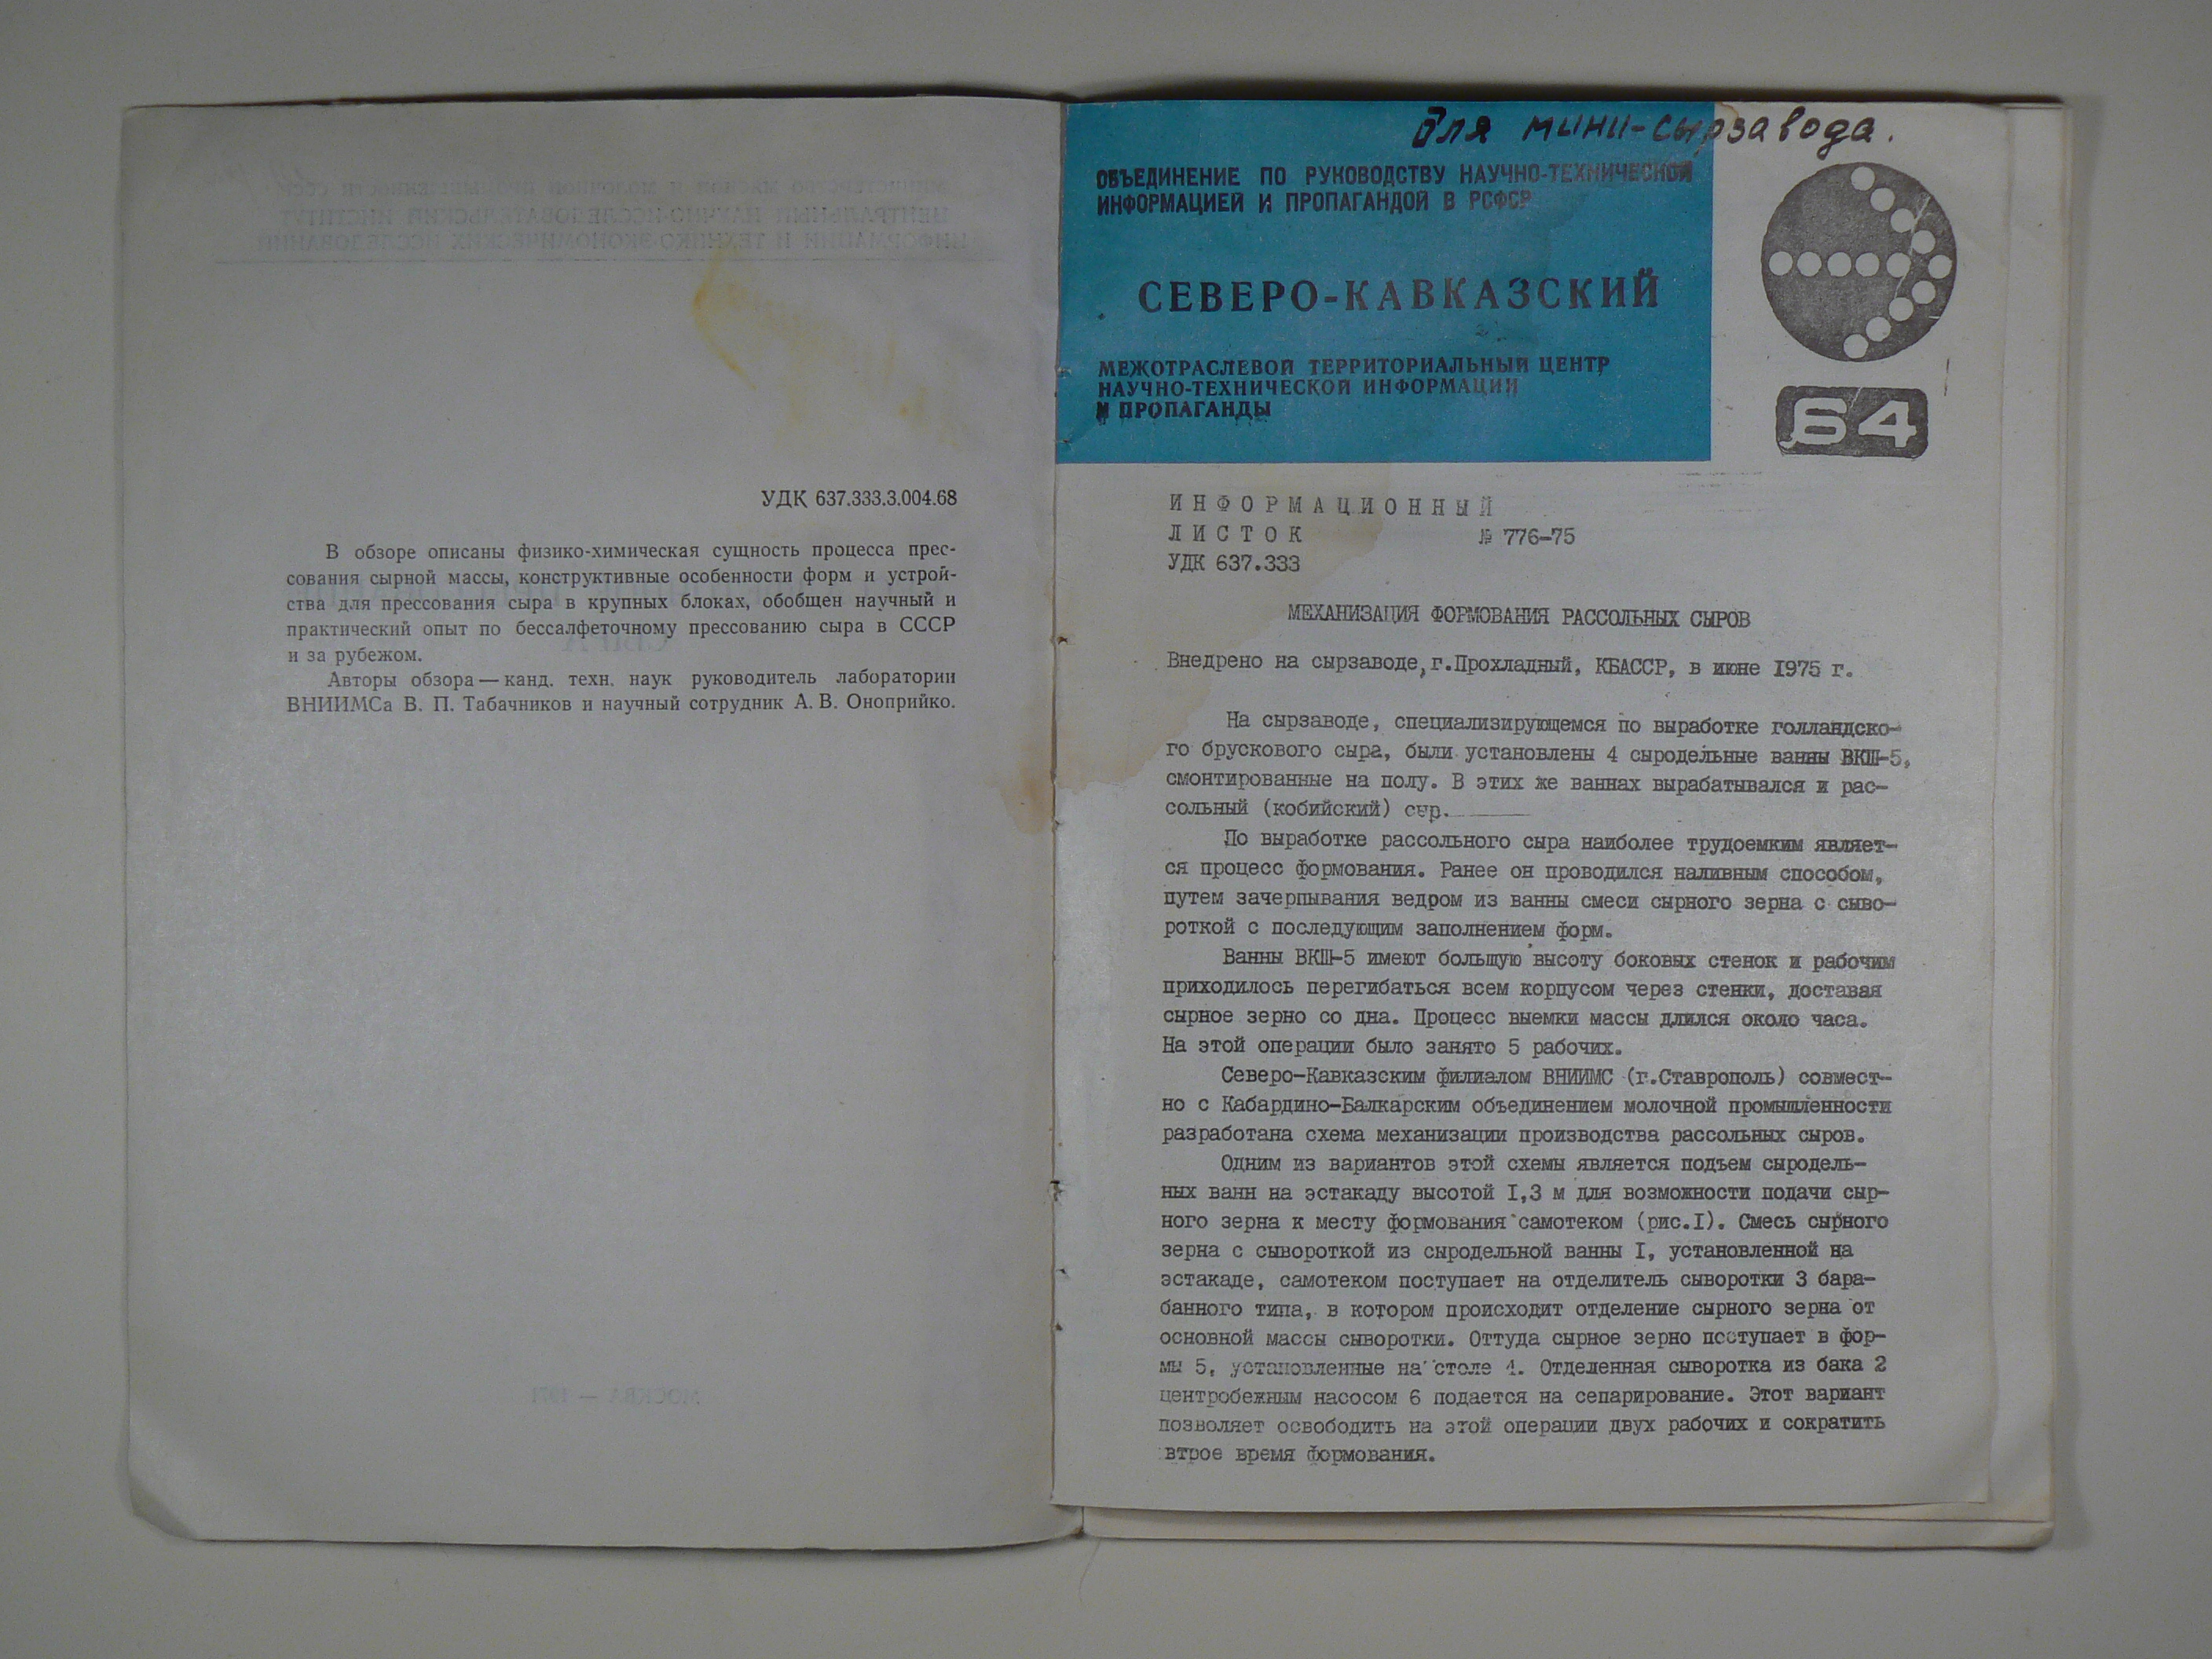 УДК 637.333.3.004.68
В обзоре описаны физико-химическая сущность процесса прес-
сования сырной массы, конструктивные особенности форм и устрой-
ства для прессования сыра в крупных блоках, обобщен научный и
практический опыт по бессалфеточному прессованию сыра в СССР
и за рубежом.
Авторы обзора — канд. техн. наук руководитель лаборатории
ВНИИМСа В. П. Табачников и научный сотрудник А. В. Оноприйко.
МОСКВА — 1971
Для мини-сырзавода.
ОБЪЕДИНЕНИЕ ПО РУКОВОДСТВУ НАУЧНО-ТЕХНИЧЕСКОЙ
ИНФОРМАЦИЕЙ И ПРОПАГАНДОЙ В РСФСР
СЕВЕРО-КАВКАЗСКИЙ
МЕЖОТРАСЛЕВОЙ ТЕРРИТОРИАЛЬНЫЙ ЦЕНТР
НАУЧНО-ТЕХНИЧЕСКОЙ ИНФОРМАЦИИ
И ПРОПАГАНДЫ
64
ИНФОРМАЦИОННЫЙ
ЛИСТОК № 776-75
УДК 637.333
МЕХАНИЗАЦИЯ ФОРМОВАНИЯ РАССОЛЬНЫХ СЫРОВ
Внедрено на сырзаводе, г.Прохладный, КБАССР, в июне 1975 г.
На сырзаводе, специализирующемся по выработке голландско-
го брускового сыра, были установлены 4 сыродельные ванны ВКШ-5,
смонтированные на полу. В этих же ваннах вырабатывался и рас-
сольный (кобийский) сыр.
До выработке рассольного сыра наиболее трудоемким являет-
ся процесс формования. Ранее он проводился наливным способом,
путем зачерпывания ведром из ванны смеси сырного зерна с сыво-
роткой с последующим заполнением форм.
Ванны ВКШ-5 имеют большую высоту боковых стенок и рабочим
приходилось перегибаться всем корпусом через стенки, доставая
сырное зерно со дна. Процесс выемки массы длился около часа.
На этой операции было занято 5 рабочих.
Северо-Кавказским филиалом ВНИИМС (г.Ставрополь) совмест-
но с Кабардино-Балкарским объединением молочной промышленности
разработана схема механизации производства рассольных сыров.
Одним из вариантов этой схемы является подъем сыродель-
ных ванн на эстакаду высотой I,3 м для возможности подачи сыр-
ного зерна к месту формования самотеком (рис.I). Смесь сырного
зерна с сывороткой из сыродельной ванны I, установленной на
эстакаде, самотеком поступает на отделитель сыворотки 3 бара-
банного типа, в котором происходит отделение сырного зерна от
основной массы сыворотки. Оттуда сырное зерно поступает в фор-
мы 5, установленные на столе 4. Отделенная сыворотка из бака 2
центробежным насосом 6 подается на сепарирование. Этот вариант
позволяет освободить на этой операции двух рабочих и сократить
втрое время формования.